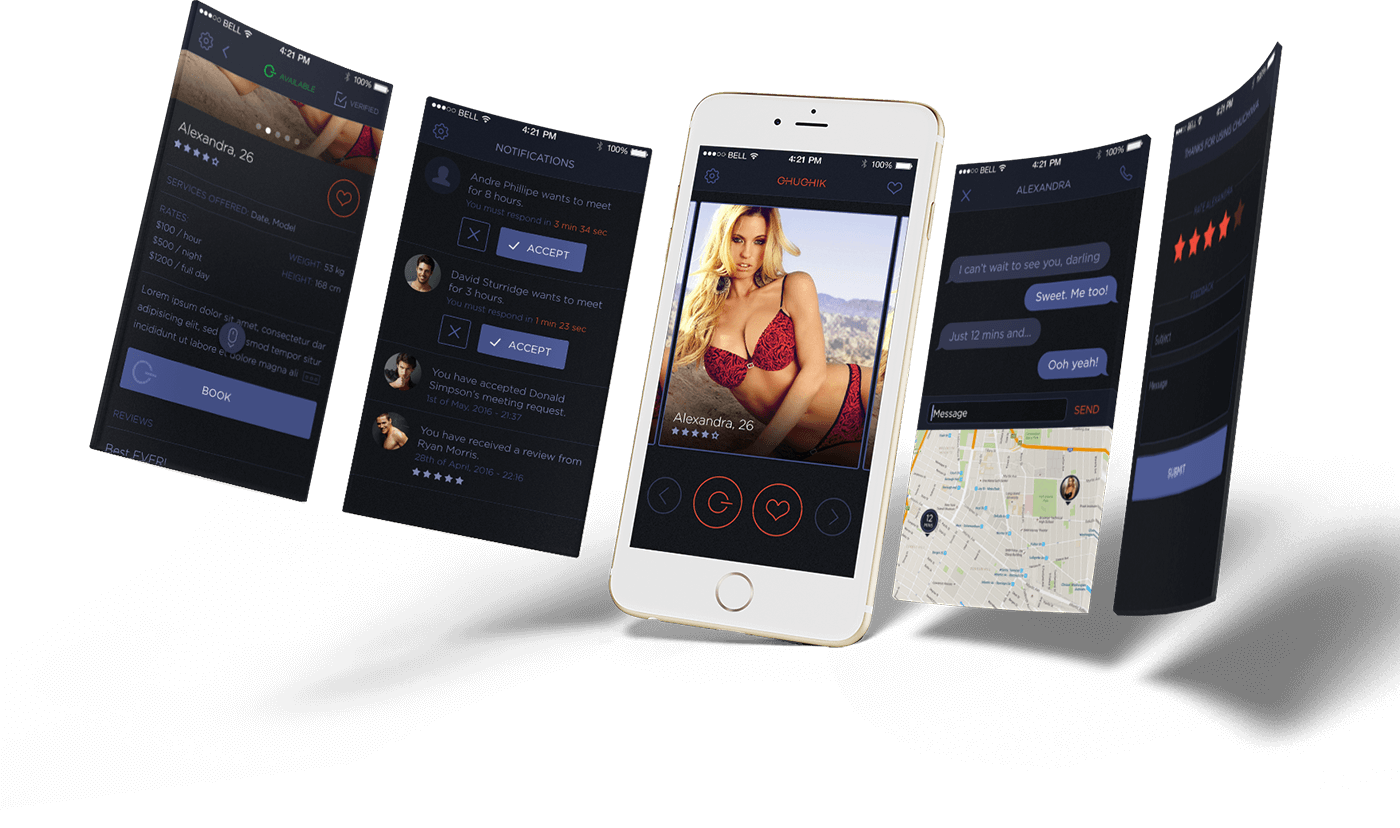 BELL
4:21 PM
100%
AVAILABLE
VERIFIED
Alexandra, 26
SERVICES OFFERED: Date, Model
RATES:
$100 / hour
$500 / night
$1200 / full day
WEIGHT: 53 kg
HEIGHT: 168 cm
Lorem ipsum dolor sit amet, consectetur
adipisicing elit, sed smod tempor
incididunt ut labore et dolore magna ali
BOOK
REVIEWS
Best EVER!
BELL
4:21 PM
100%
NOTIFICATIONS
Andre Phillipe wants to meet
for 8 hours.
You must respond in 3 min 34 sec
ACCEPT
David Sturridge wants to meet
for 3 hours.
You must respond in 1 min 23 sec
ACCEPT
You have accepted Donald
Simpson's meeting request.
1st of May, 2016 - 21:37
You have received a review from
Ryan Morris.
28th of April, 2016 - 22:16
BELL
4:21 PM
100%
CHUCHIK
Alexandra, 26
BELL
4:21 PM
100%
ALEXANDRA
I can't wait to see you, darling
Sweet. Me too!
Just 12 mins and...
Ooh yeah!
Message
SEND
12
MINS
BELL
4:21 PM
100%
THANKS FOR USING CHUCHIK
RATE ALEXANDRA
FEEDBACK
Subject
Message
SUBMIT